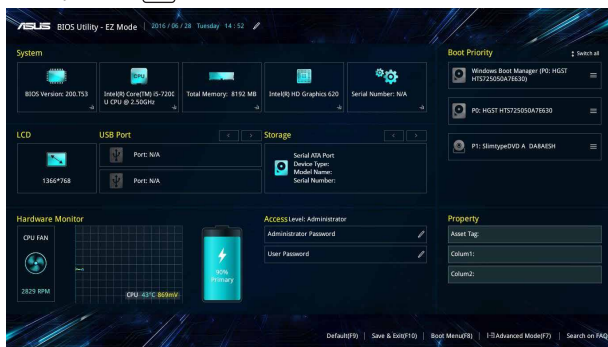 ASUS BIOS Utility - EZ Mode 2016 / 06 / 28 Tuesday 14 : 52
System
BIOS Version: 200.T53
Intel(R) Core(TM) i5-7200
U CPU @ 2.50GHz
Total Memory: 8192 MB
Intel(R) HD Graphics 620
Serial Number: N/A
Boot Priority
Switch all
Windows Boot Manager (P0: HGST
HTS725050A7E630)
P0: HGST HTS725050A7E630
P1: SlimtypeDVD A DA8AESH
LCD
1366*768
USB Port
< >
Port: N/A
Port: N/A
Storage
< >
Serial ATA Port
Device Type:
Model Name:
Serial Number:
Hardware Monitor
CPU FAN
2829 RPM
CPU 43°C 869mV
90%
Primary
Access Level: Administrator
Administrator Password
User Password
Property
Asset Tag:
Colum1:
Colum2:
Default(F9) | Save & Exit(F10) | Boot Menu(F8) | Advanced Mode(F7) | Search on FAQ